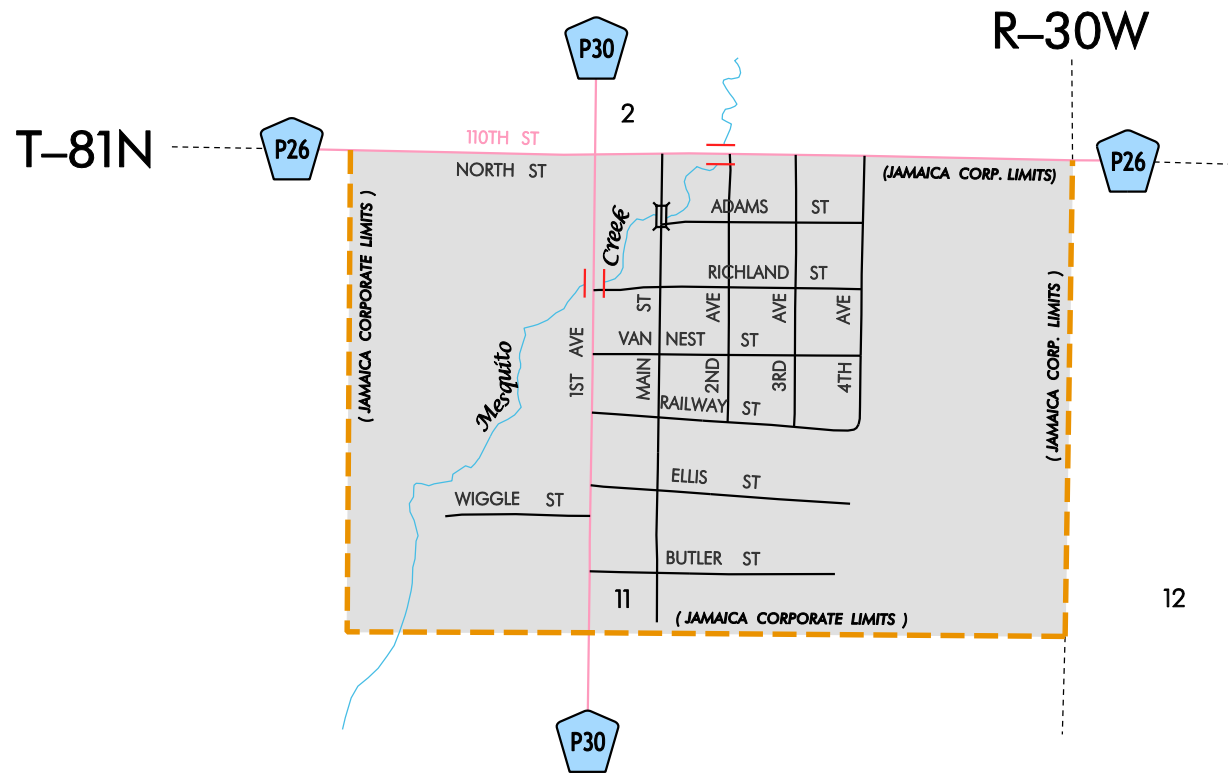 R–30W
P30
2
T–81N
P26
110TH ST
P26
NORTH ST
(JAMAICA CORP. LIMITS)
( JAMAICA CORPORATE LIMITS )
ADAMS ST
Mesquito Creek
RICHLAND ST
( JAMAICA CORP. LIMITS )
1ST AVE
MAIN ST
2ND AVE
3RD AVE
4TH AVE
VAN NEST ST
RAILWAY ST
ELLIS ST
WIGGLE ST
BUTLER ST
11
12
( JAMAICA CORPORATE LIMITS )
P30